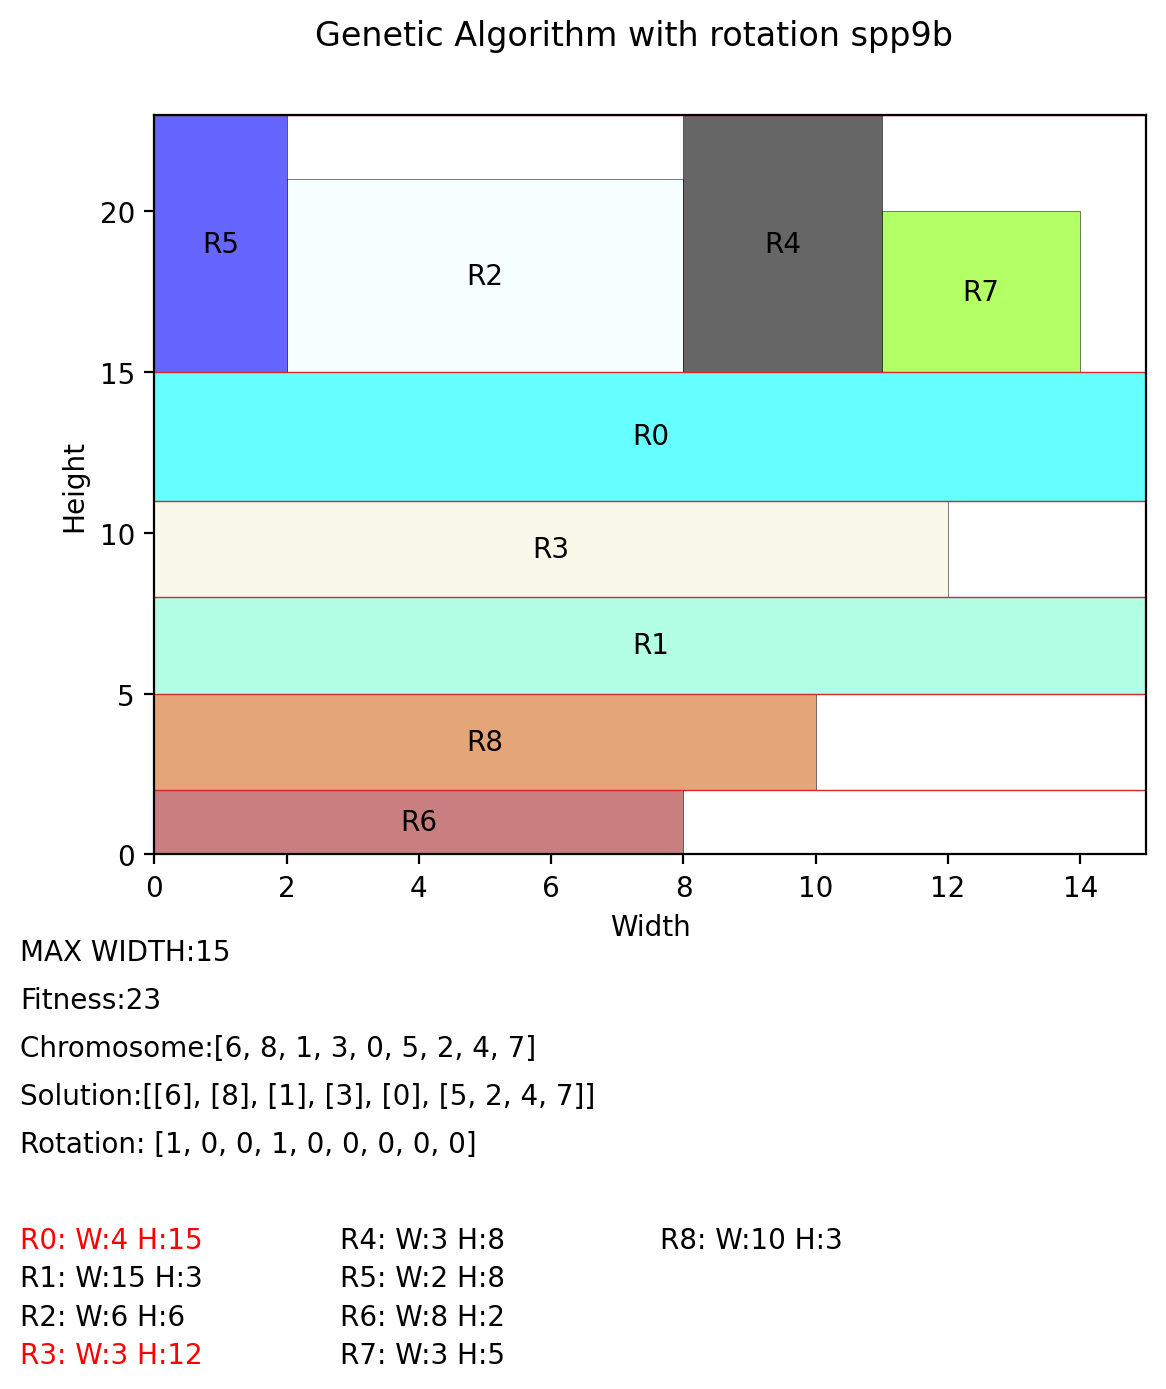 Genetic Algorithm with rotation spp9b
R5
R2
R4
R7
R0
R3
R1
R8
R6
Height
20
15
10
5
0
0 2 4 6 8 10 12 14
Width
MAX WIDTH:15
Fitness:23
Chromosome:[6, 8, 1, 3, 0, 5, 2, 4, 7]
Solution:[[6], [8], [1], [3], [0], [5, 2, 4, 7]]
Rotation: [1, 0, 0, 1, 0, 0, 0, 0, 0]
R0: W:4 H:15 R4: W:3 H:8 R8: W:10 H:3
R1: W:15 H:3 R5: W:2 H:8
R2: W:6 H:6 R6: W:8 H:2
R3: W:3 H:12 R7: W:3 H:5